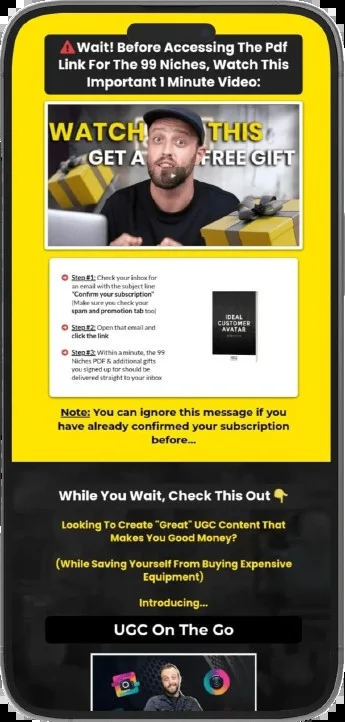 ⚠️Wait! Before Accessing The Pdf
Link For The 99 Niches, Watch This
Important 1 Minute Video:
WATCH THIS
GET A FREE GIFT
Step #1: Check your inbox for
an email with the subject line
"Confirm your subscription"
(Make sure you check your
spam and promotion tab too)
Step #2: Open that email and
click the link
Step #3: Within a minute, the 99
Niches PDF & additional gifts
you signed up for should be
delivered straight to your inbox
IDEAL
CUSTOMER
AVATAR
Note: You can ignore this message if you
have already confirmed your subscription
before...
While You Wait, Check This Out 👇
Looking To Create "Great" UGC Content That
Makes You Good Money?
(While Saving Yourself From Buying Expensive
Equipment)
Introducing...
UGC On The Go